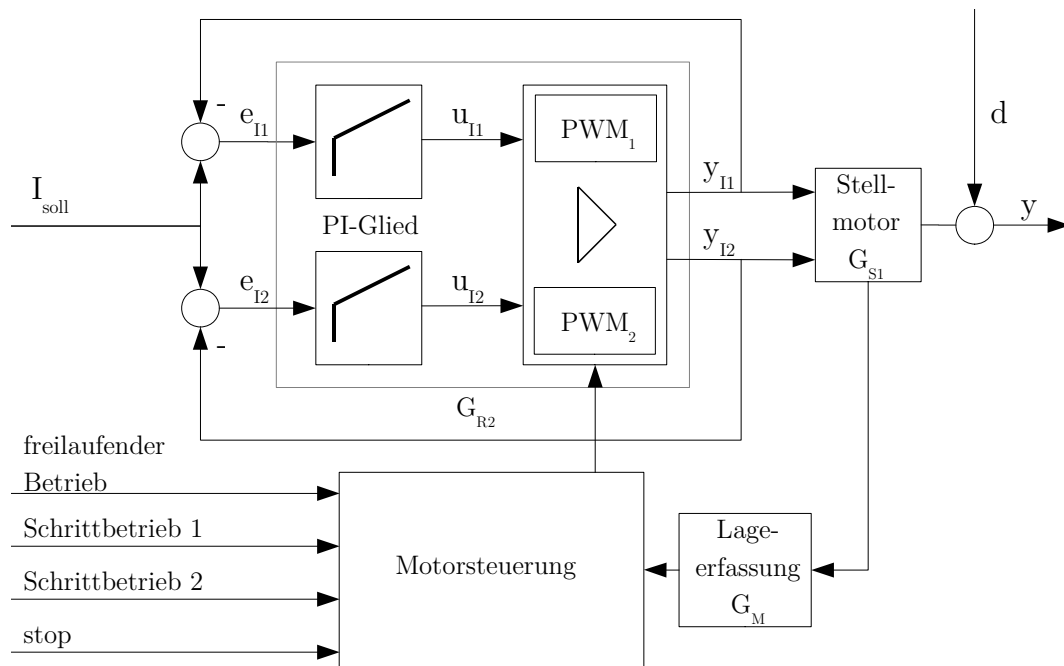 -
e_I1
u_I1
PWM_1
d
I_soll
PI-Glied
y_I1
Stell-
motor
G_S1
y
y_I2
e_I2
u_I2
PWM_2
-
G_R2
freilaufender
Betrieb
Schrittbetrieb 1
Schrittbetrieb 2
stop
Motorsteuerung
Lage-
erfassung
G_M